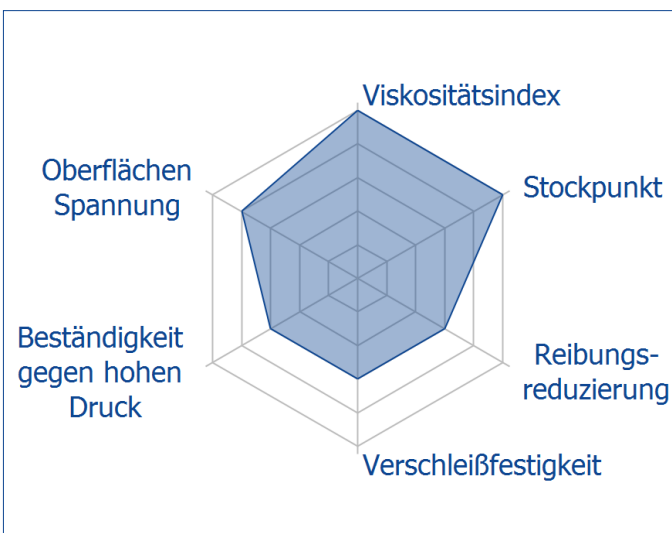 Viskositätsindex
Oberflächen
Spannung
Stockpunkt
Beständigkeit
gegen hohen
Druck
Reibungs-
reduzierung
Verschleißfestigkeit